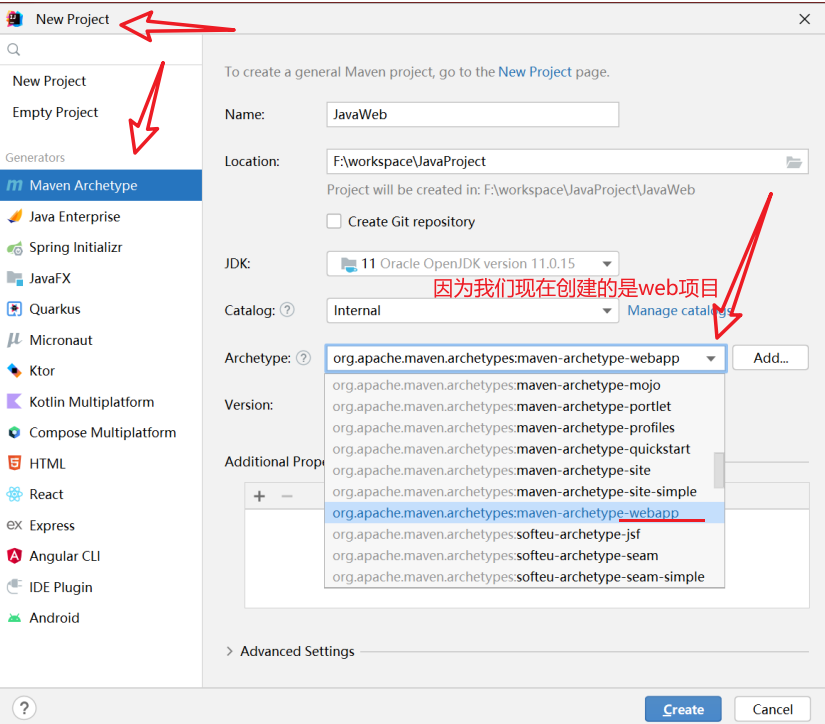 New Project
New Project
Empty Project
Generators
Maven Archetype
Java Enterprise
Spring Initializr
JavaFX
Quarkus
Micronaut
Ktor
Kotlin Multiplatform
Compose Multiplatform
HTML
React
Express
Angular CLI
IDE Plugin
Android
To create a general Maven project, go to the New Project page.
Name: JavaWeb
Location: F:\workspace\JavaProject
Project will be created in: F:\workspace\JavaProject\JavaWeb
Create Git repository
JDK: 11 Oracle OpenJDK version 11.0.15
因为我们现在创建的是web项目
Catalog: ? Internal Manage catalogs
Archetype: ? org.apache.maven.archetypes:maven-archetype-webapp Add...
org.apache.maven.archetypes:maven-archetype-mojo
org.apache.maven.archetypes:maven-archetype-portlet
Version:
org.apache.maven.archetypes:maven-archetype-profiles
org.apache.maven.archetypes:maven-archetype-quickstart
Additional Prope
org.apache.maven.archetypes:maven-archetype-site
org.apache.maven.archetypes:maven-archetype-site-simple
org.apache.maven.archetypes:maven-archetype-webapp
org.apache.maven.archetypes:softeu-archetype-jsf
org.apache.maven.archetypes:softeu-archetype-seam
org.apache.maven.archetypes:softeu-archetype-seam-simple
Advanced Settings
? Create Cancel